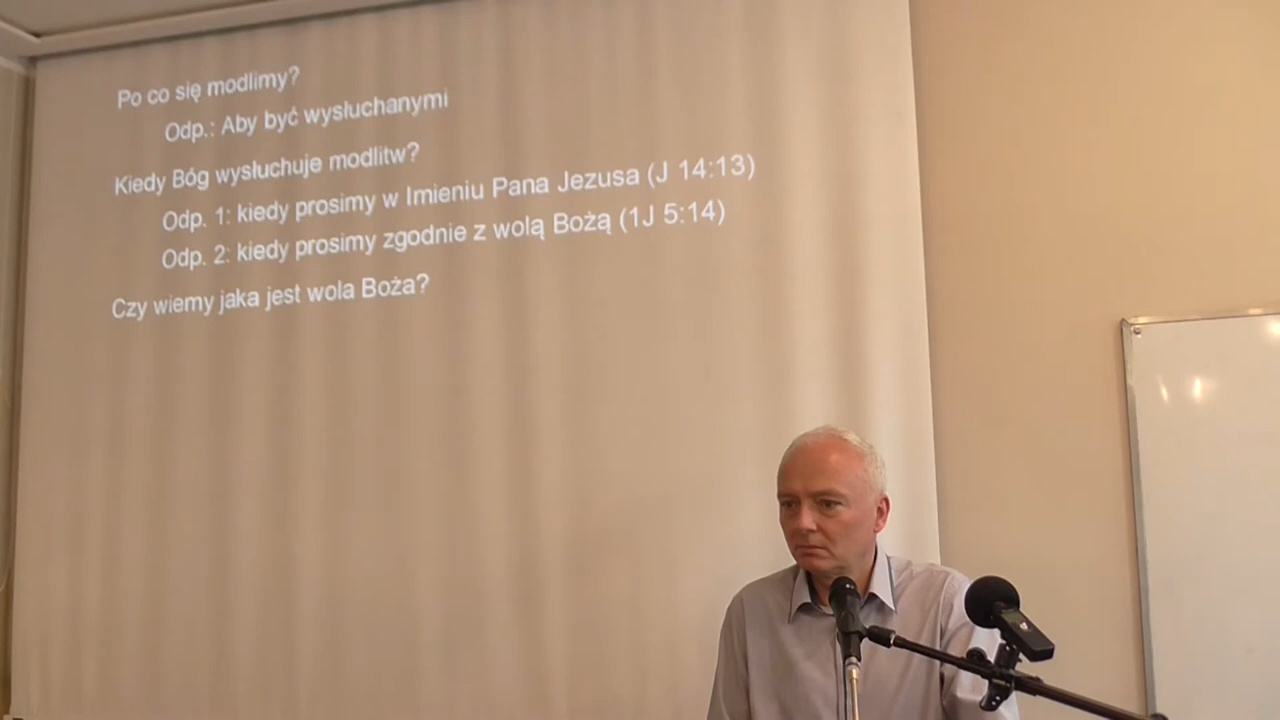 Po co się modlimy?
Odp.: Aby być wysłuchanymi
Kiedy Bóg wysłuchuje modlitw?
Odp. 1: kiedy prosimy w Imieniu Pana Jezusa (J 14:13)
Odp. 2: kiedy prosimy zgodnie z wolą Bożą (1J 5:14)
Czy wiemy jaka jest wola Boża?